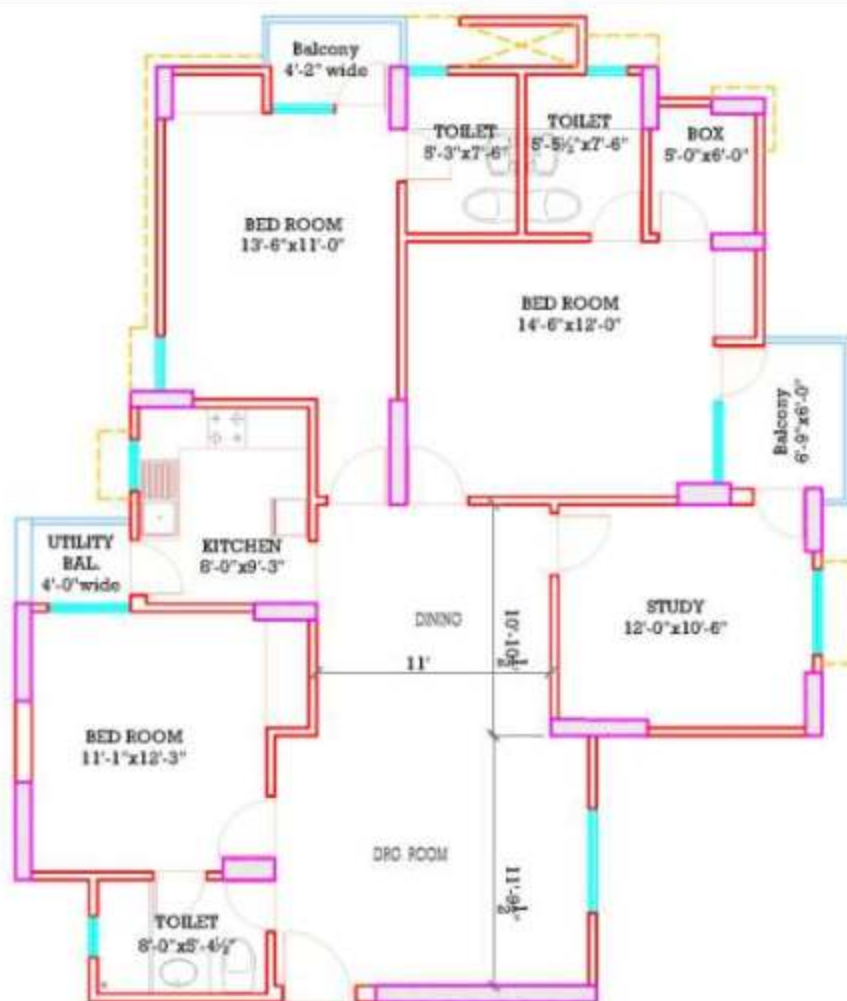 Balcony
4'-2" wide
TOILET
5'-3"x7'-6"
TOILET
5'-5½"x7'-6"
BOX
5'-0"x6'-0"
BED ROOM
13'-6"x11'-0"
BED ROOM
14'-6"x12'-0"
Balcony
6'-9"x6'-0"
UTILITY
BAL.
4'-0"wide
KITCHEN
8'-0"x9'-3"
DINING
10'-10½"
11'
STUDY
12'-0"x10'-6"
BED ROOM
11'-1"x12'-3"
DRG. ROOM
11'-9½"
TOILET
8'-0"x5'-4½"